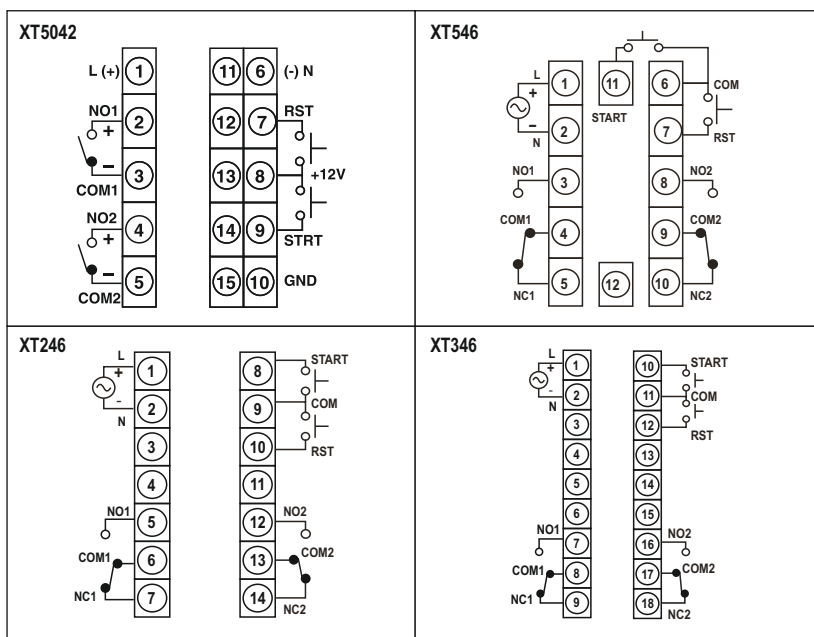 XT5042
L (+) 1 11 6 (-) N
NO1 2 12 7 RST
+
− 3 13 8 +12V
COM1
NO2 4 14 9 STRT
+
− 5 15 10 GND
COM2
XT546
L 1 11 6 COM
+
START
− 2 7 RST
N
NO1 3 8 NO2
COM1 4 9 COM2
5 12 10
NC1 NC2
XT246
L 1 8 START
+
- 2 9 COM
N
3 10 RST
4 11
NO1 5 12 NO2
COM1 6 13 COM2
NC1 7 14 NC2
XT346
L 1 10 START
+
- 2 11 COM
N
3 12 RST
4 13
5 14
6 15
NO1 7 16 NO2
COM1 8 17 COM2
NC1 9 18 NC2